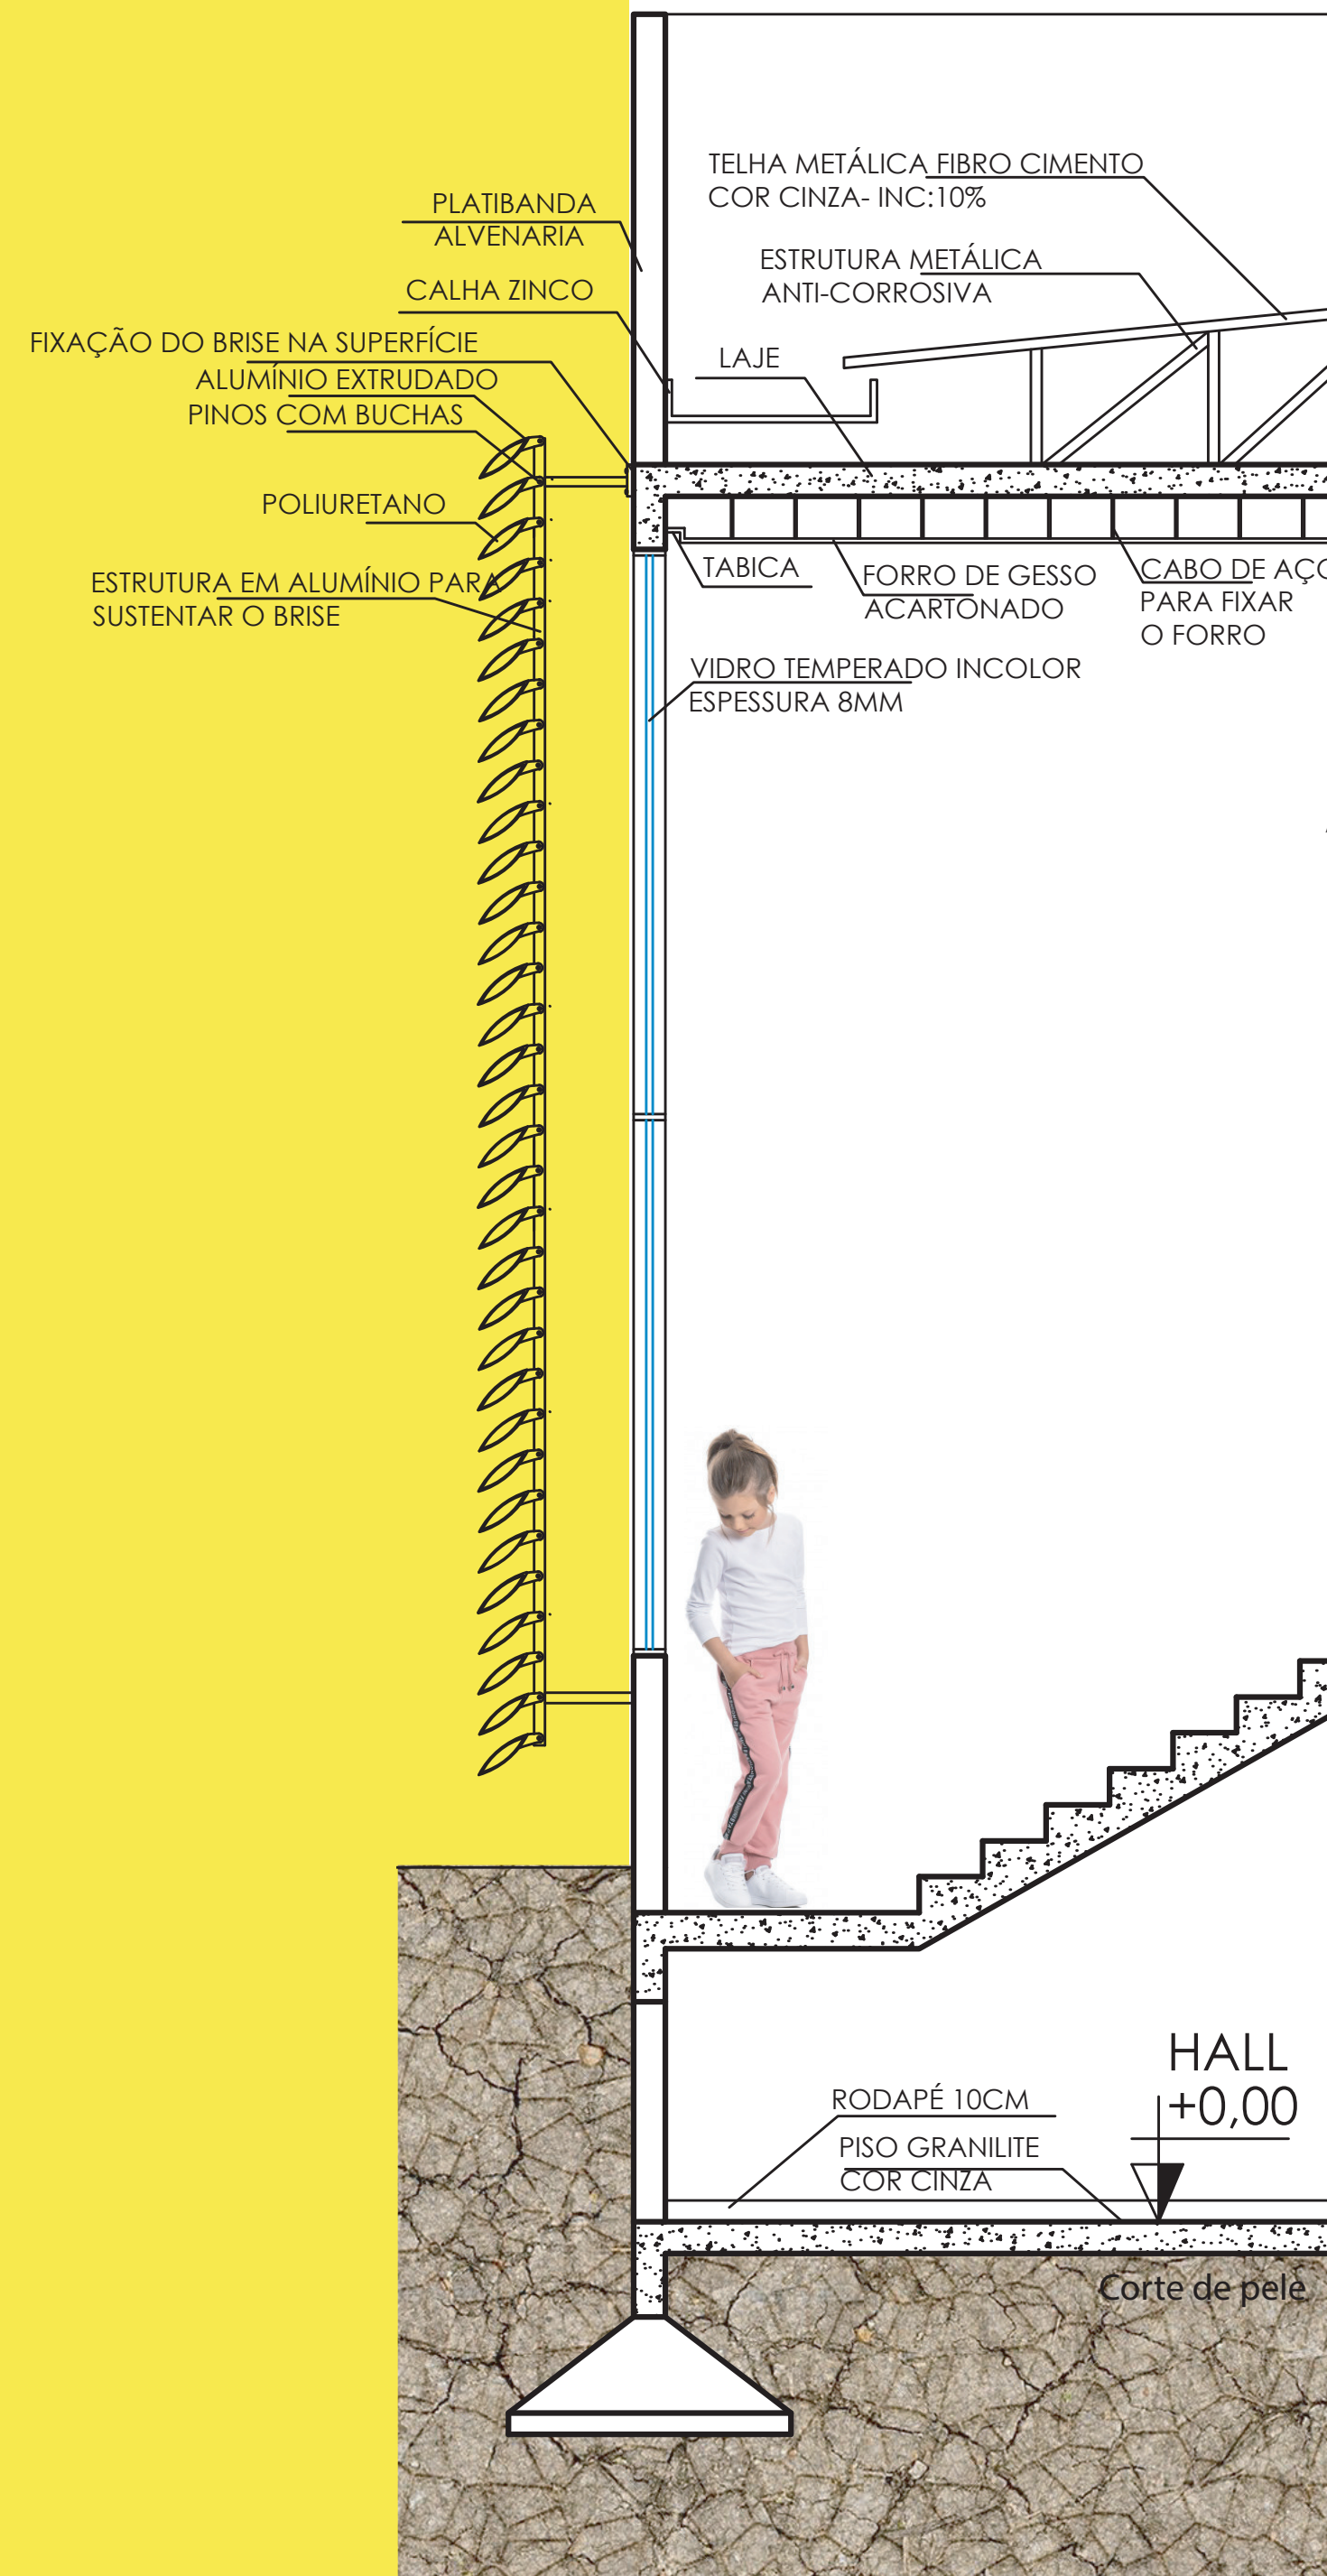 TELHA METÁLICA FIBRO CIMENTO
COR CINZA- INC:10%
PLATIBANDA
ALVENARIA
ESTRUTURA METÁLICA
ANTI-CORROSIVA
CALHA ZINCO
FIXAÇÃO DO BRISE NA SUPERFÍCIE
LAJE
ALUMÍNIO EXTRUDADO
PINOS COM BUCHAS
POLIURETANO
ESTRUTURA EM ALUMÍNIO PARA
SUSTENTAR O BRISE
TABICA
FORRO DE GESSO
ACARTONADO
CABO DE AÇO
PARA FIXAR
O FORRO
VIDRO TEMPERADO INCOLOR
ESPESSURA 8MM
HALL
+0,00
RODAPÉ 10CM
PISO GRANILITE
COR CINZA
Corte de pele